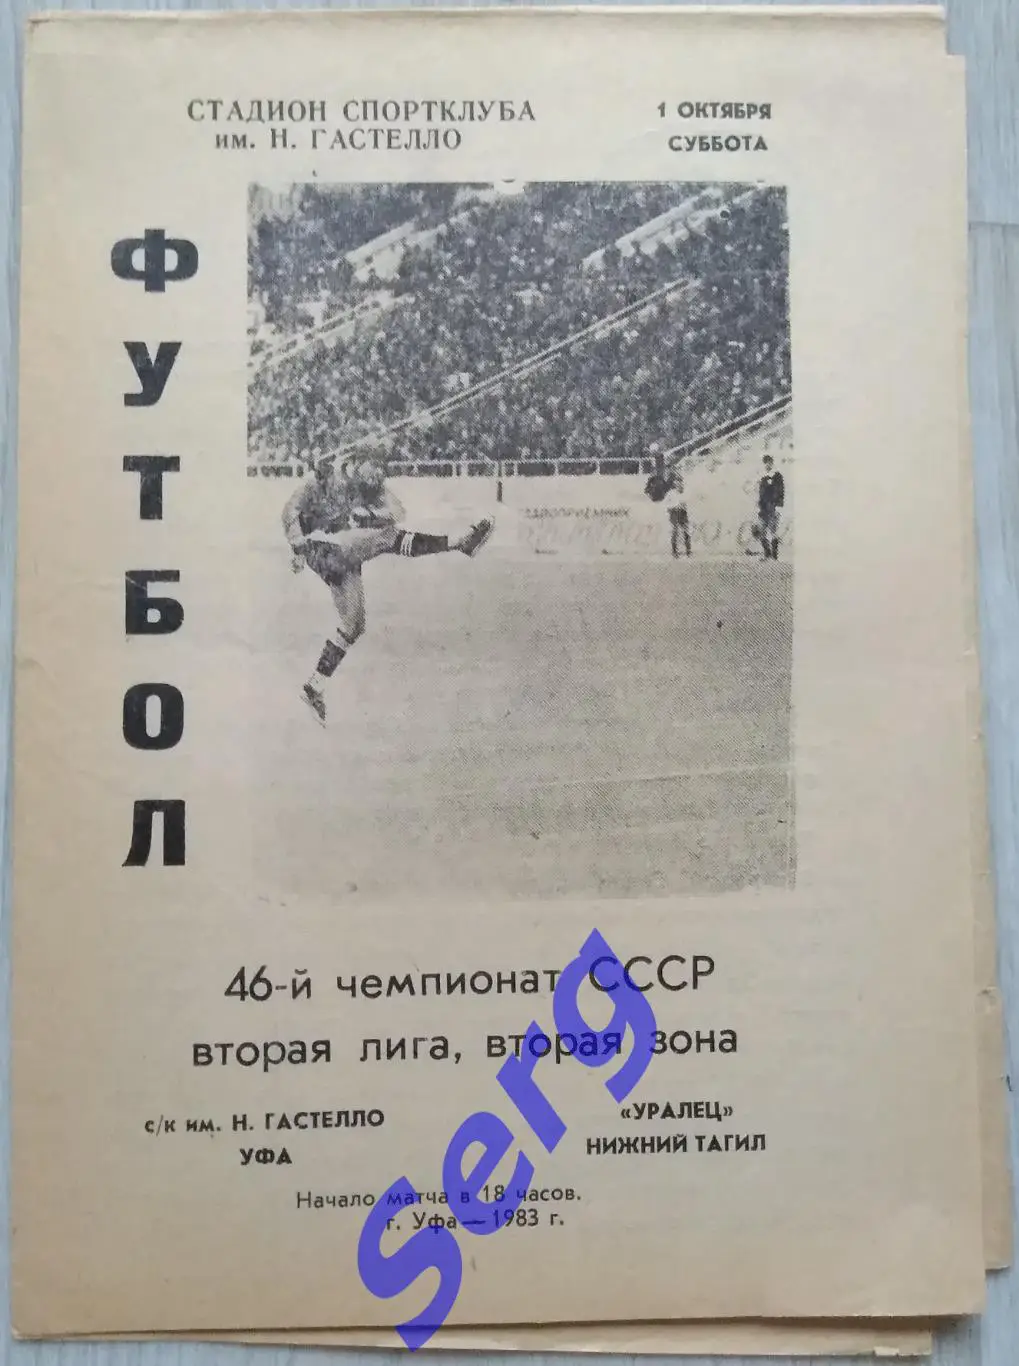 СТАДИОН СПОРТКЛУБА
им. Н. ГАСТЕЛЛО
1 ОКТЯБРЯ
СУББОТА
ФУТБОЛ
РАДИОПРИЕМНИК
46-й чемпионат СССР
вторая лига, вторая зона
с/к им. Н. ГАСТЕЛЛО
УФА
«УРАЛЕЦ»
НИЖНИЙ ТАГИЛ
Начало матча в 18 часов.
г. Уфа — 1983 г.
Serg